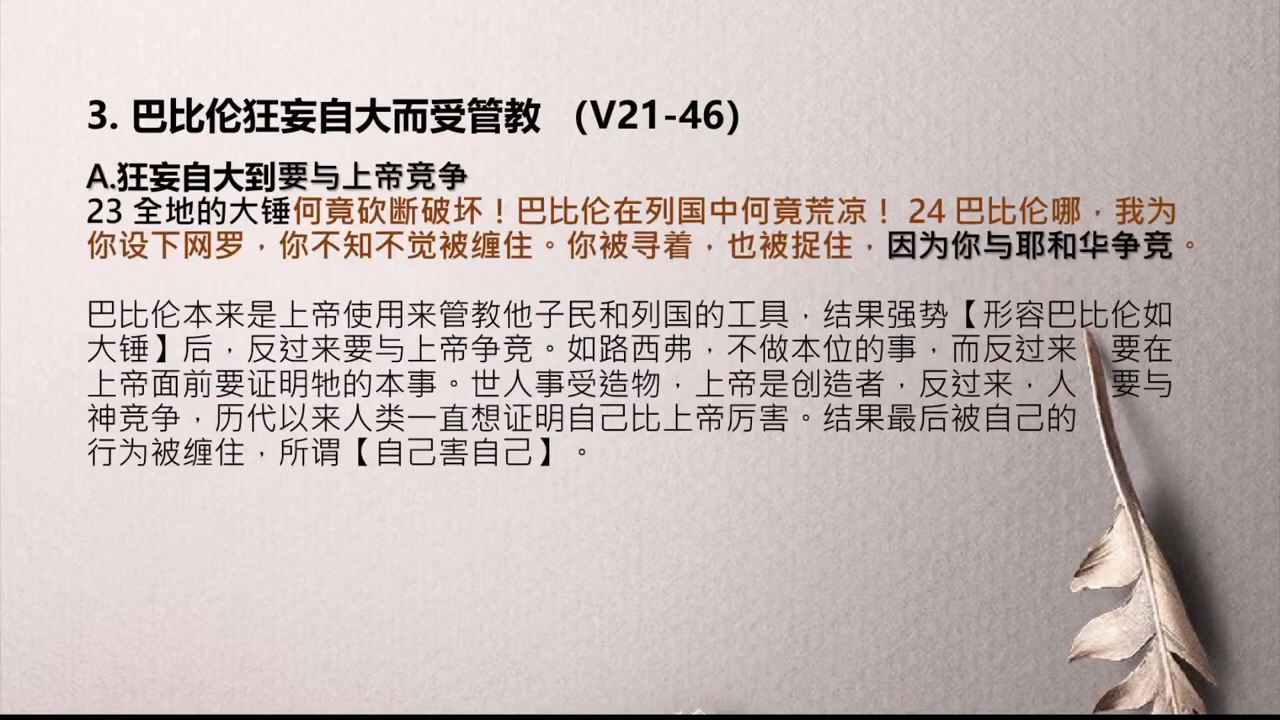 3. 巴比伦狂妄自大而受管教 (V21-46)
A.狂妄自大到要与上帝竞争
23 全地的大锤何竟砍断破坏！巴比伦在列国中何竟荒凉！ 24 巴比伦哪，我为
你设下网罗，你不知不觉被缠住。你被寻着，也被捉住，因为你与耶和华争竞。
巴比伦本来是上帝使用来管教他子民和列国的工具，结果强势【形容巴比伦如
大锤】后，反过来要与上帝争竞。如路西弗，不做本位的事，而反过来 要在
上帝面前要证明牠的本事。世人事受造物，上帝是创造者，反过来，人 要与
神竞争，历代以来人类一直想证明自己比上帝厉害。结果最后被自己的
行为被缠住，所谓【自己害自己】。